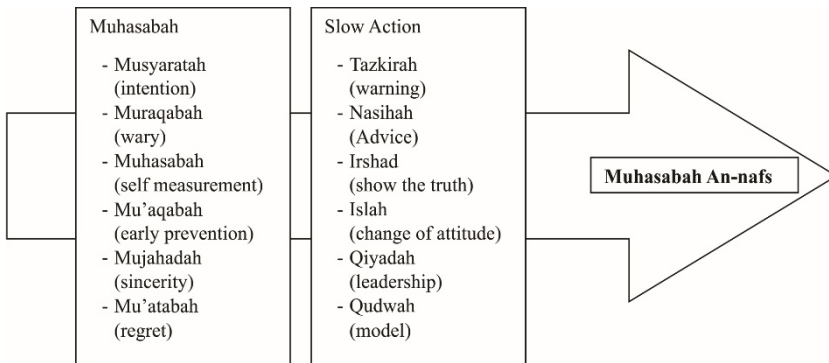 Muhasabah
- Musyaratah
(intention)
- Muraqabah
(wary)
- Muhasabah
(self measurement)
- Mu’aqabah
(early prevention)
- Mujahadah
(sincerity)
- Mu’atabah
(regret)
Slow Action
- Tazkirah
(warning)
- Nasihah
(Advice)
- Irshad
(show the truth)
- Islah
(change of attitude)
- Qiyadah
(leadership)
- Qudwah
(model)
Muhasabah An-nafs